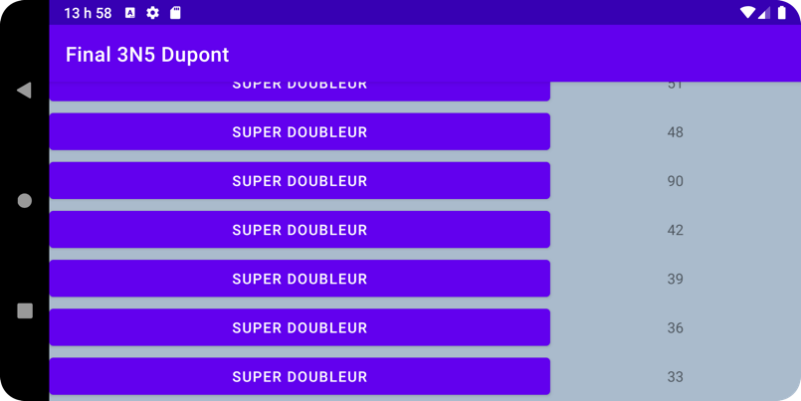 13 h 58
Final 3N5 Dupont
SUPER DOUBLEUR 51
SUPER DOUBLEUR 48
SUPER DOUBLEUR 90
SUPER DOUBLEUR 42
SUPER DOUBLEUR 39
SUPER DOUBLEUR 36
SUPER DOUBLEUR 33